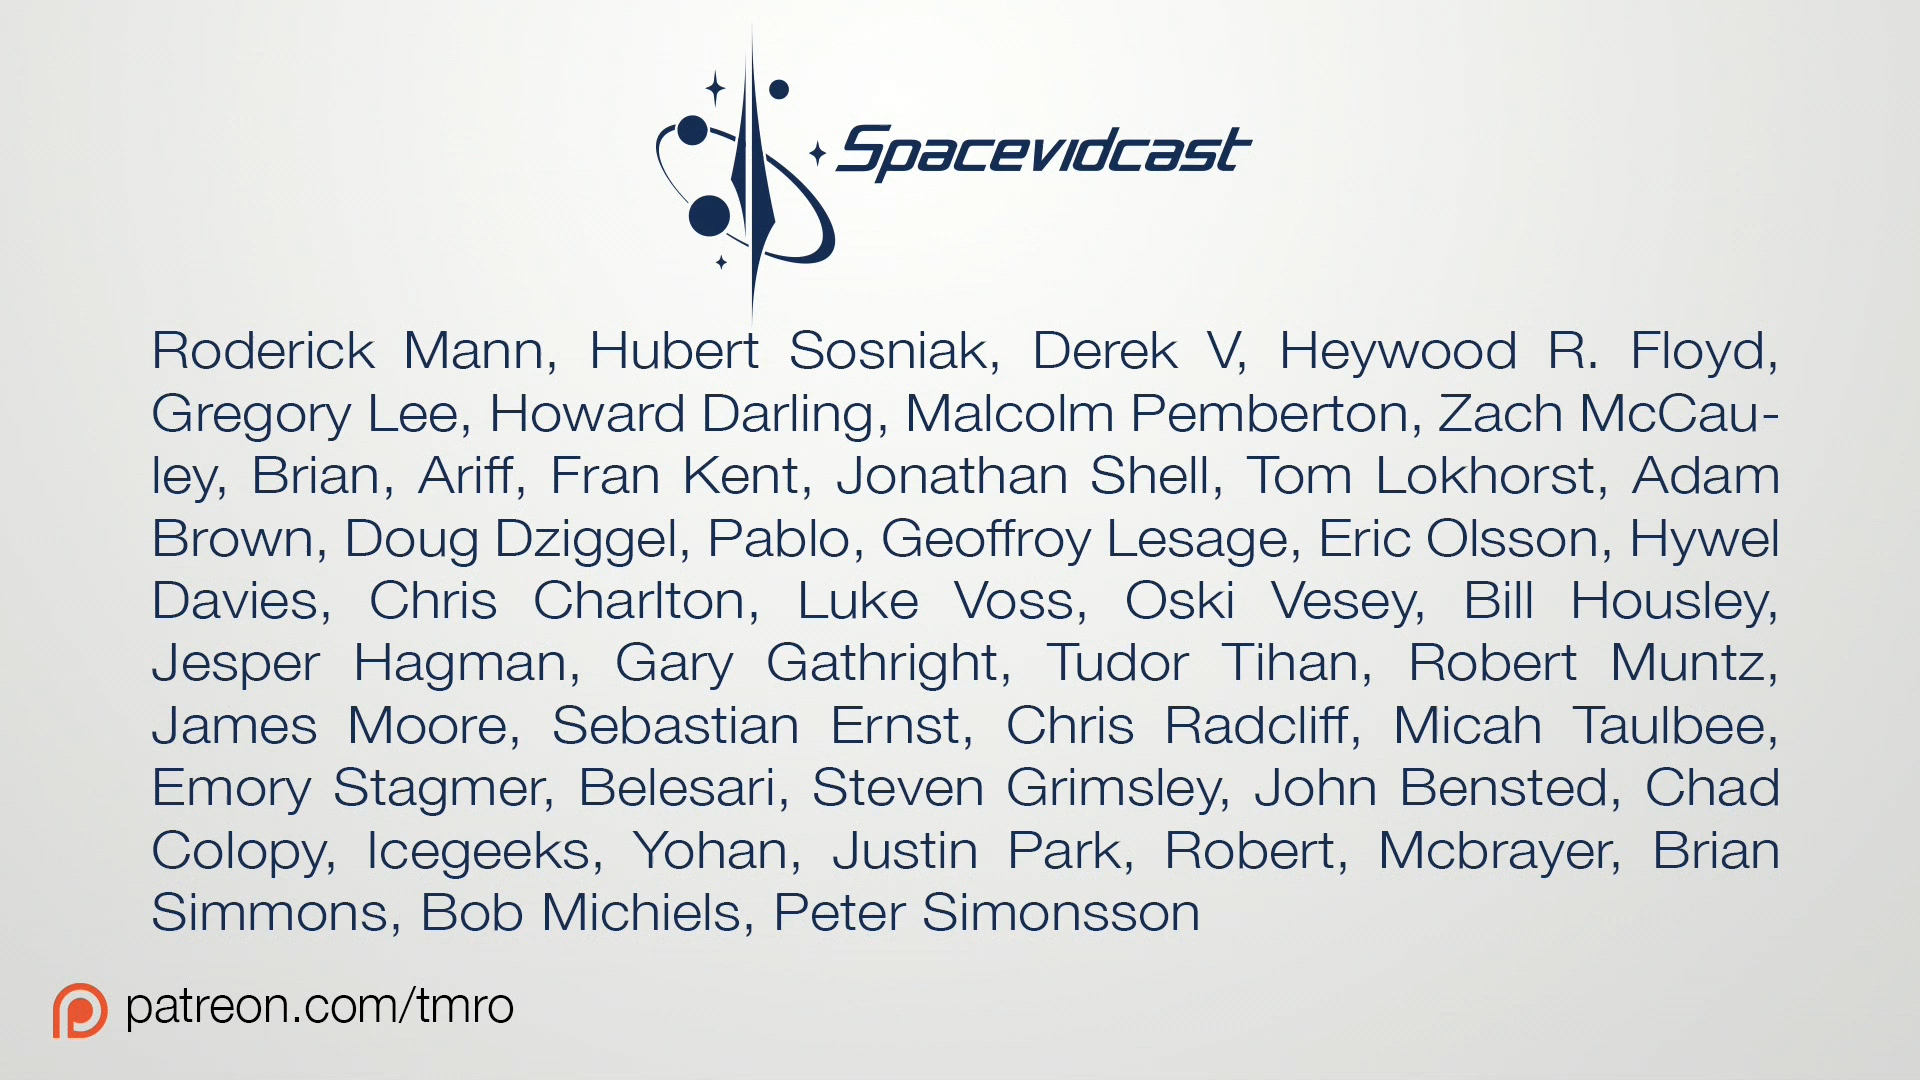 Spacevidcast
Roderick Mann, Hubert Sosniak, Derek V, Heywood R. Floyd,
Gregory Lee, Howard Darling, Malcolm Pemberton, Zach McCau-
ley, Brian, Ariff, Fran Kent, Jonathan Shell, Tom Lokhorst, Adam
Brown, Doug Dziggel, Pablo, Geoffroy Lesage, Eric Olsson, Hywel
Davies, Chris Charlton, Luke Voss, Oski Vesey, Bill Housley,
Jesper Hagman, Gary Gathright, Tudor Tihan, Robert Muntz,
James Moore, Sebastian Ernst, Chris Radcliff, Micah Taulbee,
Emory Stagmer, Belesari, Steven Grimsley, John Bensted, Chad
Colopy, Icegeeks, Yohan, Justin Park, Robert, Mcbrayer, Brian
Simmons, Bob Michiels, Peter Simonsson
patreon.com/tmro